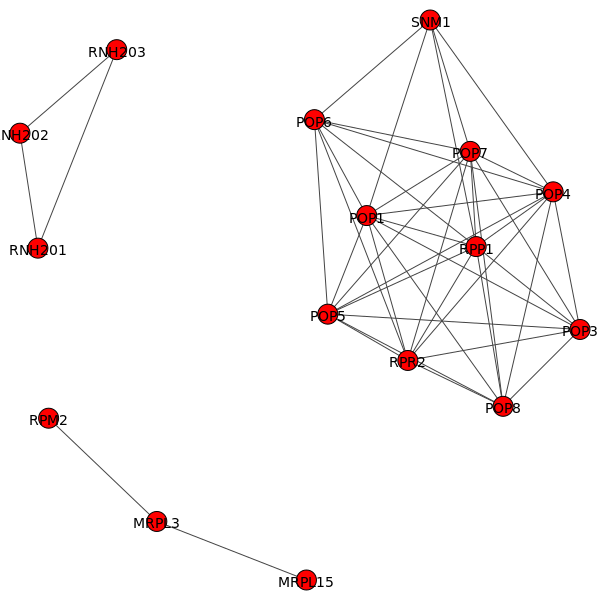 SNM1
RNH203
POP6
NH202
POP7
POP4
POP1
RNH201
RPP1
POP5
POP3
RPR2
POP8
RPM2
MRPL3
MRPL15